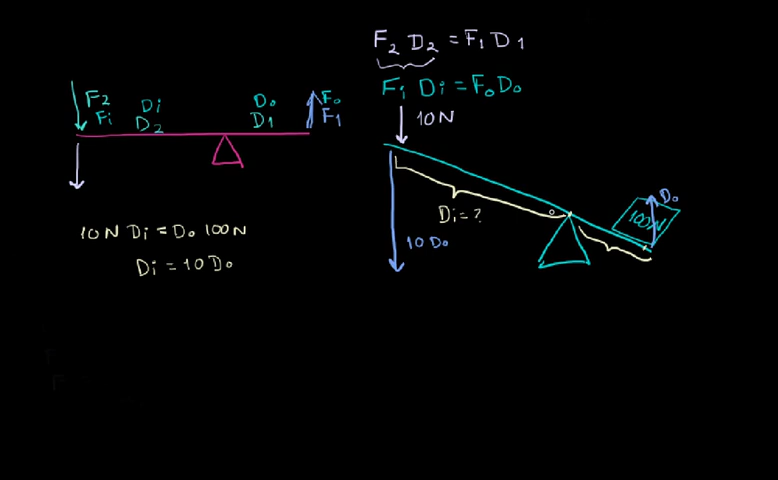 F₂ D₂ = F₁ D₁
Fᵢ Dᵢ = Fₒ Dₒ
F₂ Dᵢ Dₒ Fₒ
Fᵢ D₂ D₁ F₁
10N
Dᵢ = ?
100N
Dₒ
10 Dₒ
10N Dᵢ = Dₒ 100N
Dᵢ = 10 Dₒ